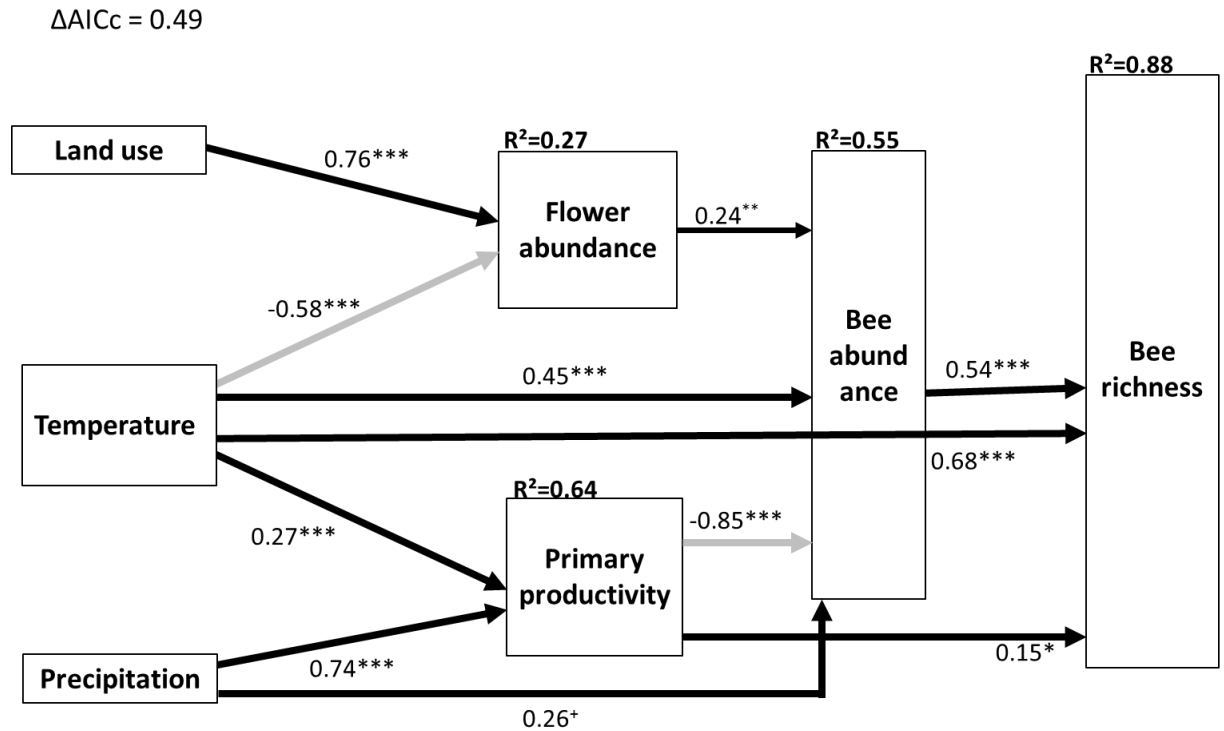 ΔAICc = 0.49
R²=0.88
Land use
0.76***
R²=0.27
R²=0.55
Flower
abundance
0.24**
-0.58***
Temperature
0.45***
Bee
abund
ance
0.54***
Bee
richness
0.68***
0.27***
R²=0.64
-0.85***
Primary
productivity
0.15*
Precipitation
0.74***
0.26+